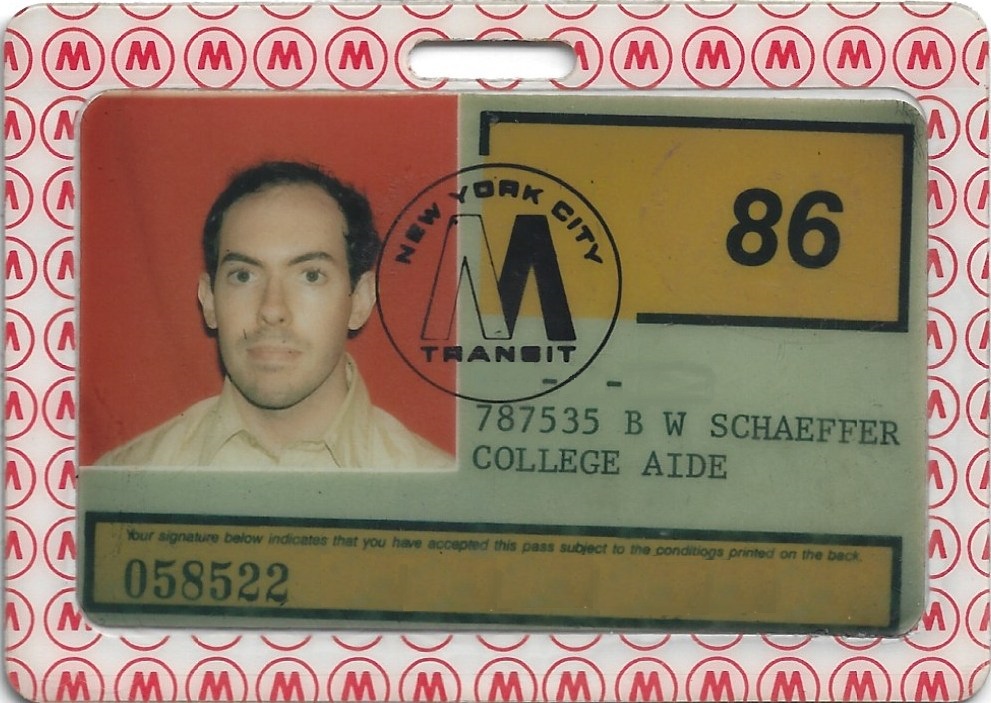 NEW YORK CITY
M
TRANSIT
86
- -
787535 B W SCHAEFFER
COLLEGE AIDE
Your signature below indicates that you have accepted this pass subject to the conditions printed on the back.
058522